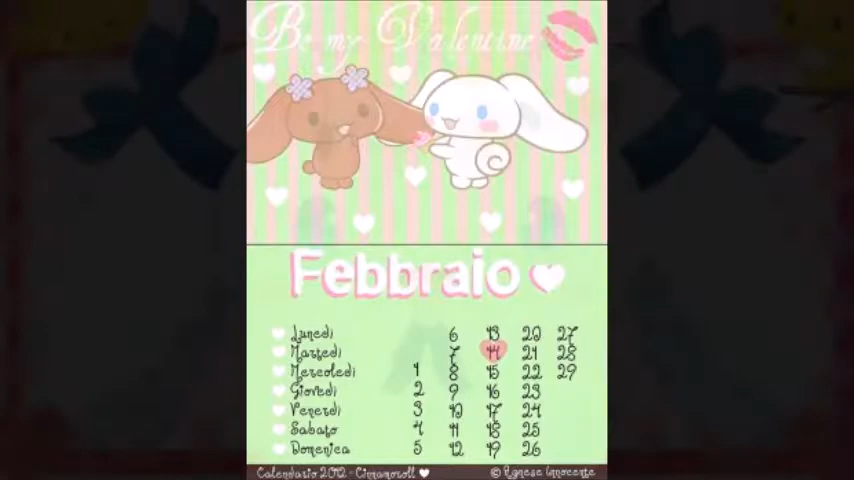 Be my Valentine
Febbraio
Lunedì 6 13 20 27
Martedì 7 14 21 28
Mercoledì 1 8 15 22 29
Giovedì 2 9 16 23
Venerdì 3 10 17 24
Sabato 4 11 18 25
Domenica 5 12 19 26
Calendario 2012 - Cinnamoroll
© Agnese Innocente